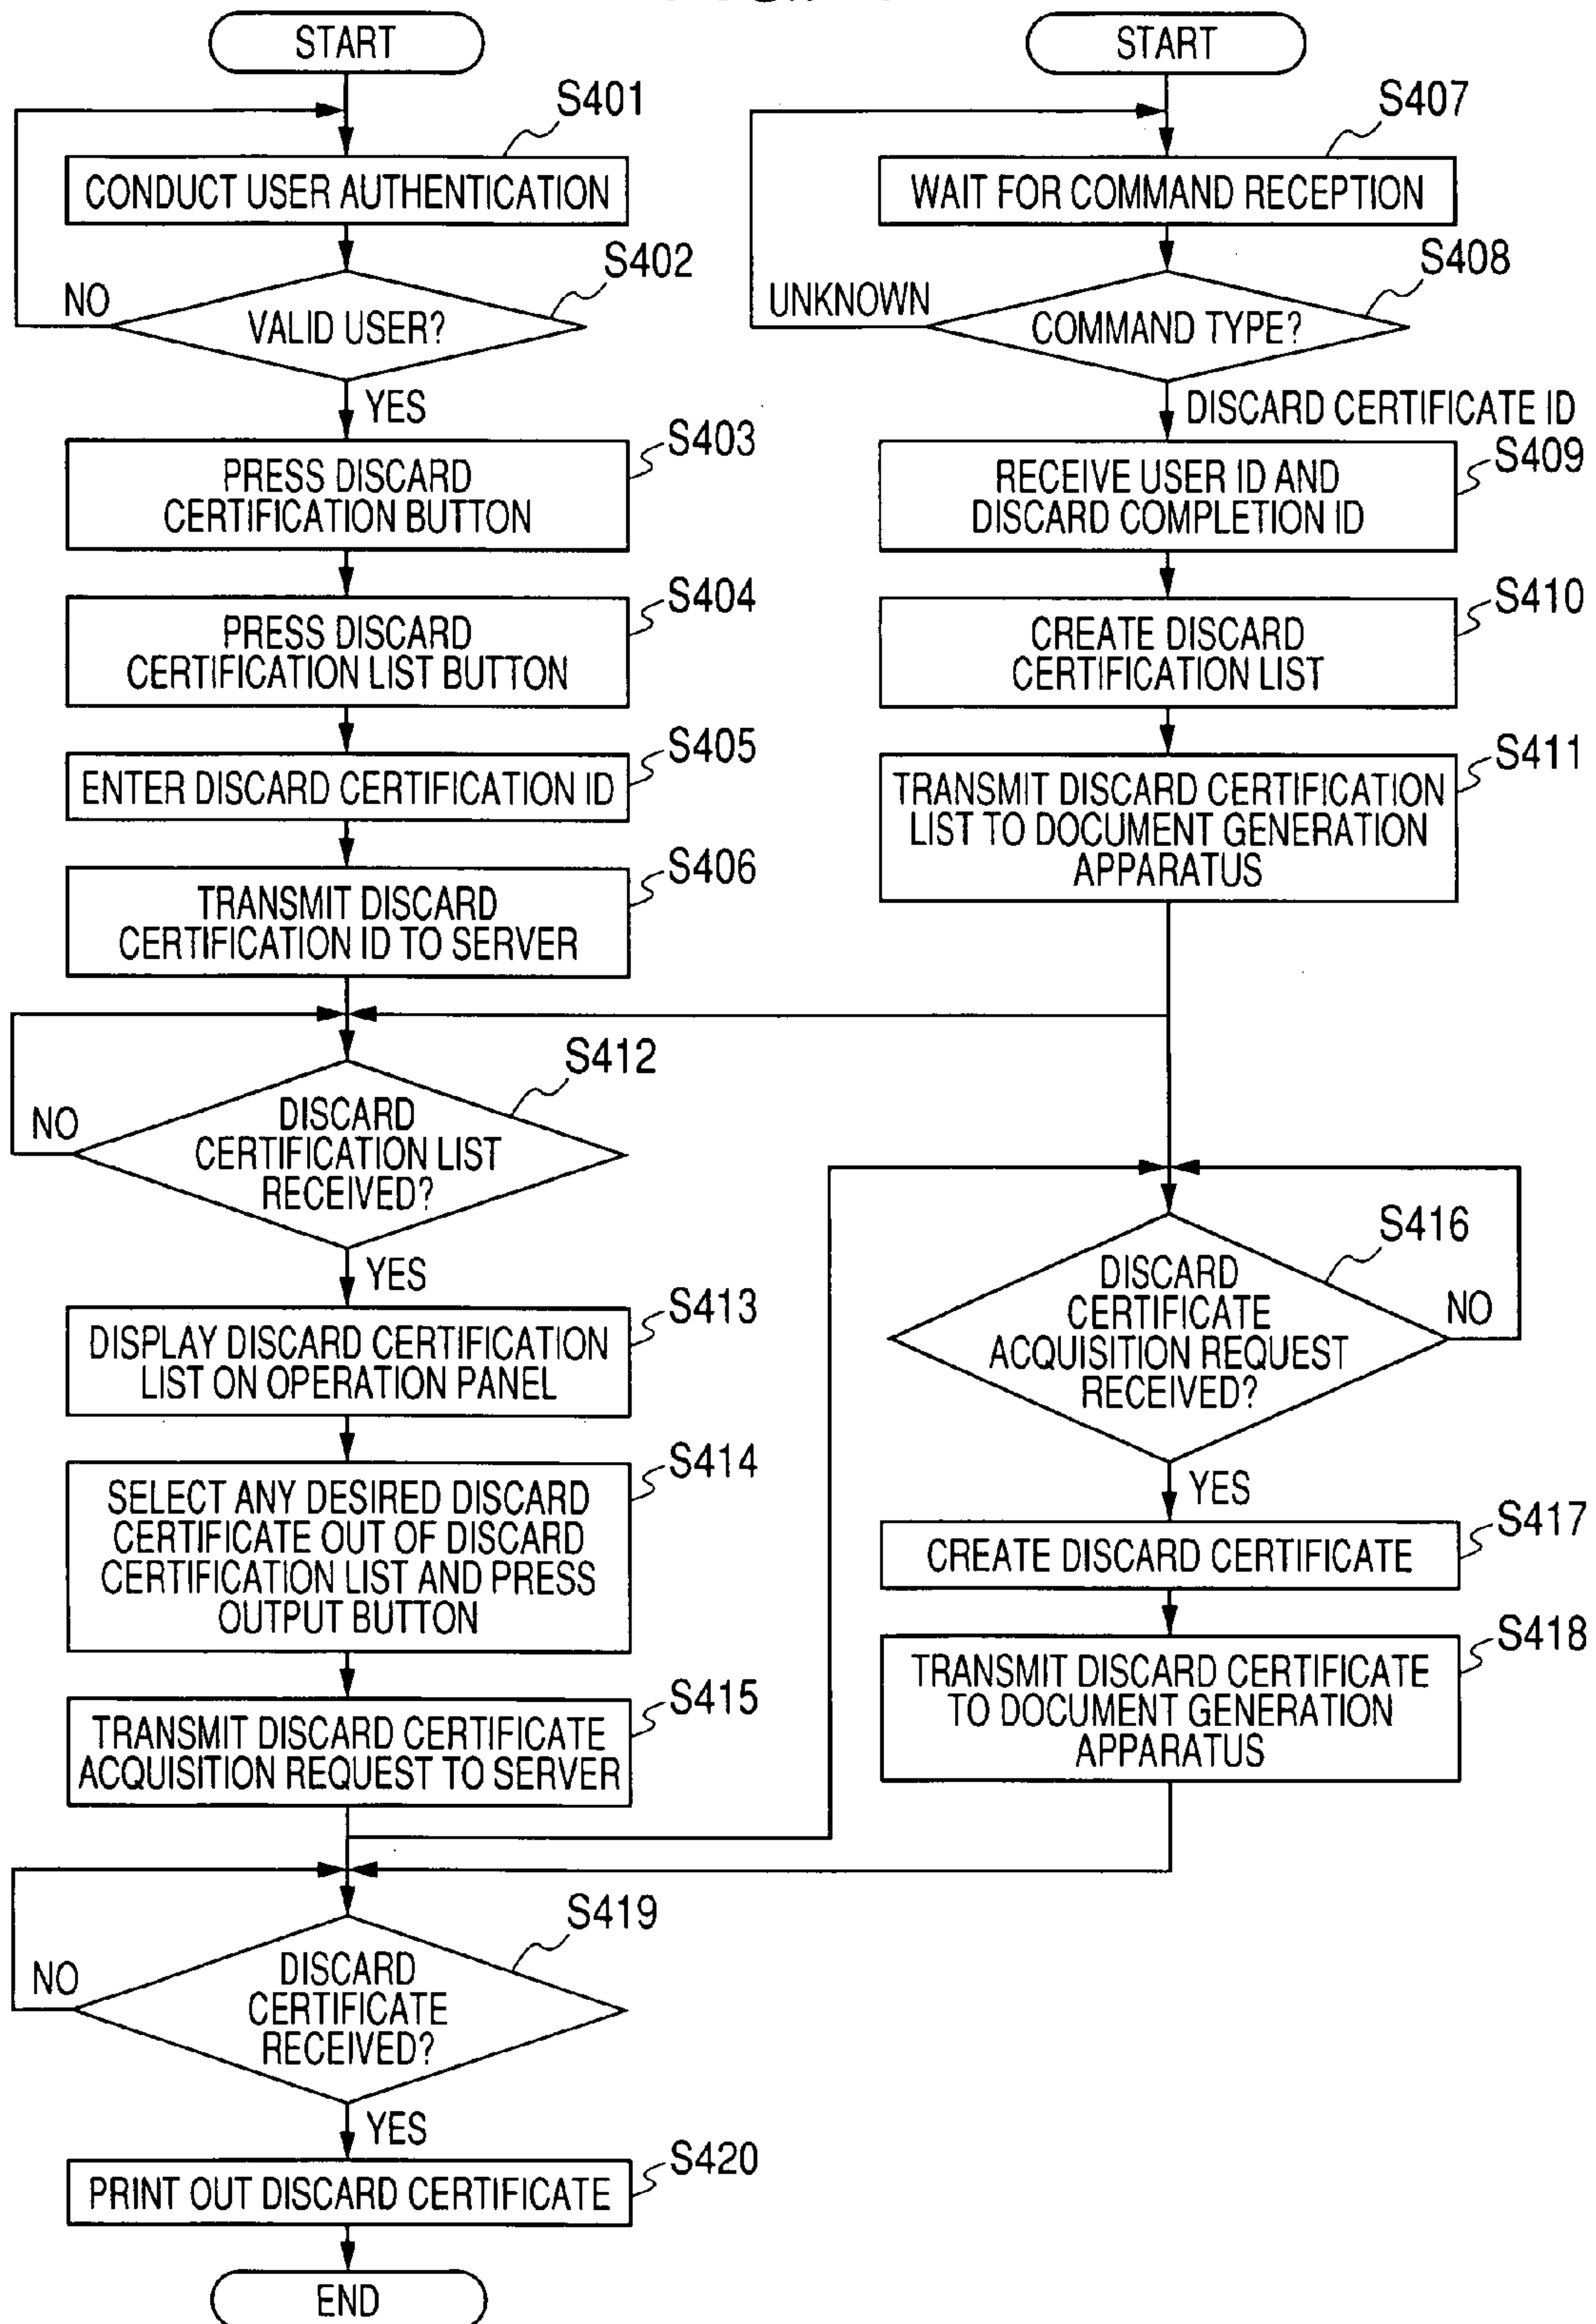 START
S401
CONDUCT USER AUTHENTICATION
S402
NO
VALID USER?
YES
S403
PRESS DISCARD
CERTIFICATION BUTTON
S404
PRESS DISCARD
CERTIFICATION LIST BUTTON
S405
ENTER DISCARD CERTIFICATION ID
S406
TRANSMIT DISCARD
CERTIFICATION ID TO SERVER
S412
NO
DISCARD
CERTIFICATION LIST
RECEIVED?
YES
S413
DISPLAY DISCARD CERTIFICATION
LIST ON OPERATION PANEL
S414
SELECT ANY DESIRED DISCARD
CERTIFICATE OUT OF DISCARD
CERTIFICATION LIST AND PRESS
OUTPUT BUTTON
S415
TRANSMIT DISCARD CERTIFICATE
ACQUISITION REQUEST TO SERVER
S419
NO
DISCARD
CERTIFICATE
RECEIVED?
YES
S420
PRINT OUT DISCARD CERTIFICATE
END
START
S407
WAIT FOR COMMAND RECEPTION
S408
UNKNOWN
COMMAND TYPE?
DISCARD CERTIFICATE ID
S409
RECEIVE USER ID AND
DISCARD COMPLETION ID
S410
CREATE DISCARD
CERTIFICATION LIST
S411
TRANSMIT DISCARD CERTIFICATION
LIST TO DOCUMENT GENERATION
APPARATUS
S416
DISCARD
CERTIFICATE
ACQUISITION REQUEST
RECEIVED?
NO
YES
S417
CREATE DISCARD CERTIFICATE
S418
TRANSMIT DISCARD CERTIFICATE
TO DOCUMENT GENERATION
APPARATUS